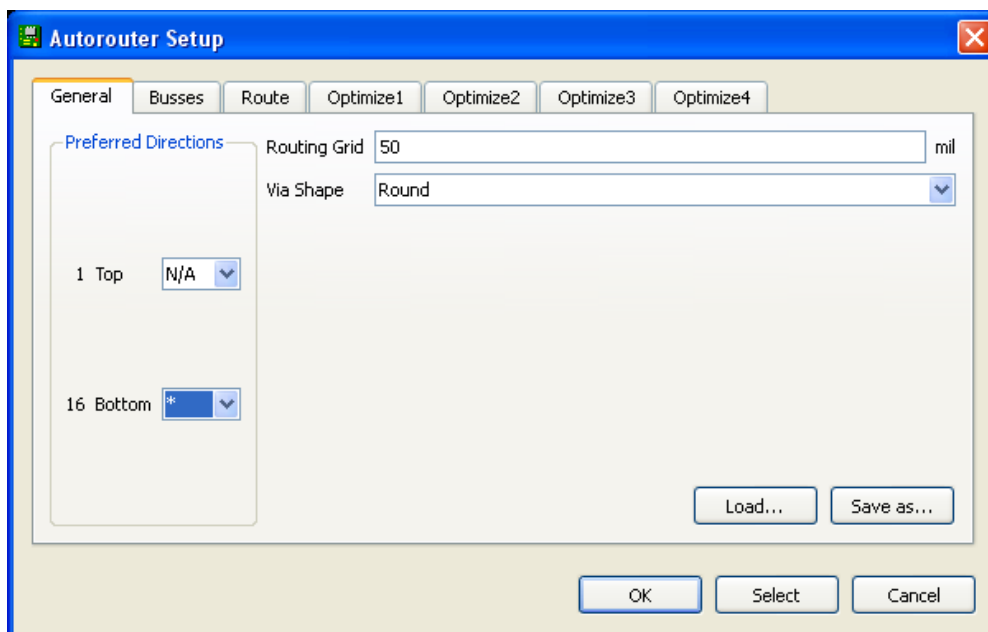 Autorouter Setup
General Busses Route Optimize1 Optimize2 Optimize3 Optimize4
Preferred Directions
Routing Grid 50 mil
Via Shape Round
1 Top N/A
16 Bottom *
Load... Save as...
OK Select Cancel